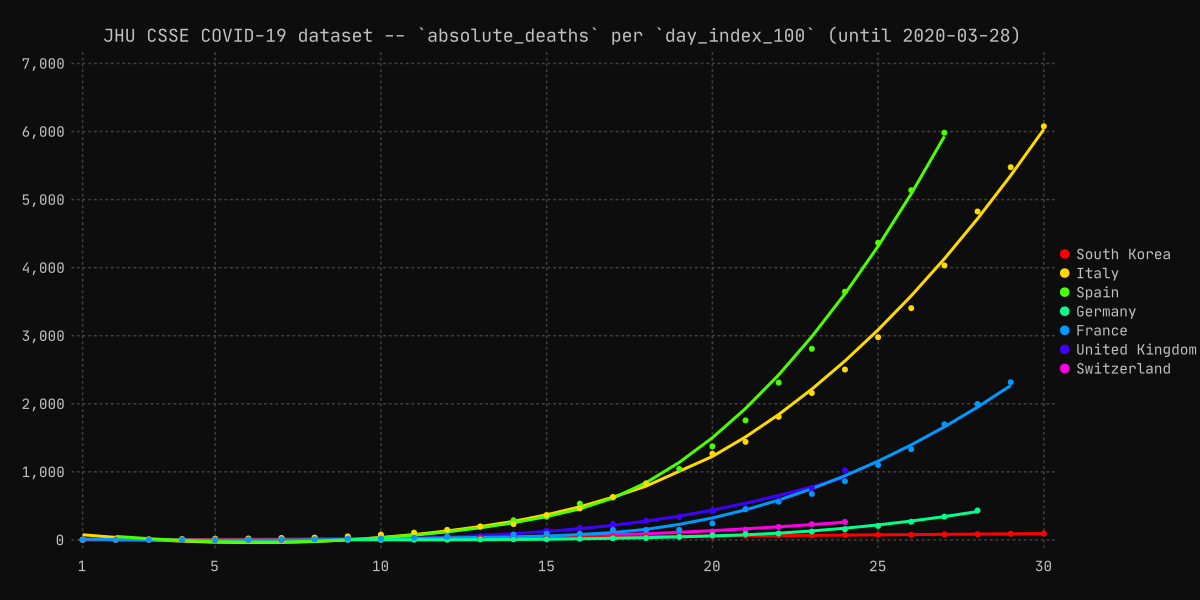 JHU CSSE COVID-19 dataset -- `absolute_deaths` per `day_index_100` (until 2020-03-28)
7,000
6,000
5,000
4,000
3,000
2,000
1,000
0
1 5 10 15 20 25 30
South Korea
Italy
Spain
Germany
France
United Kingdom
Switzerland